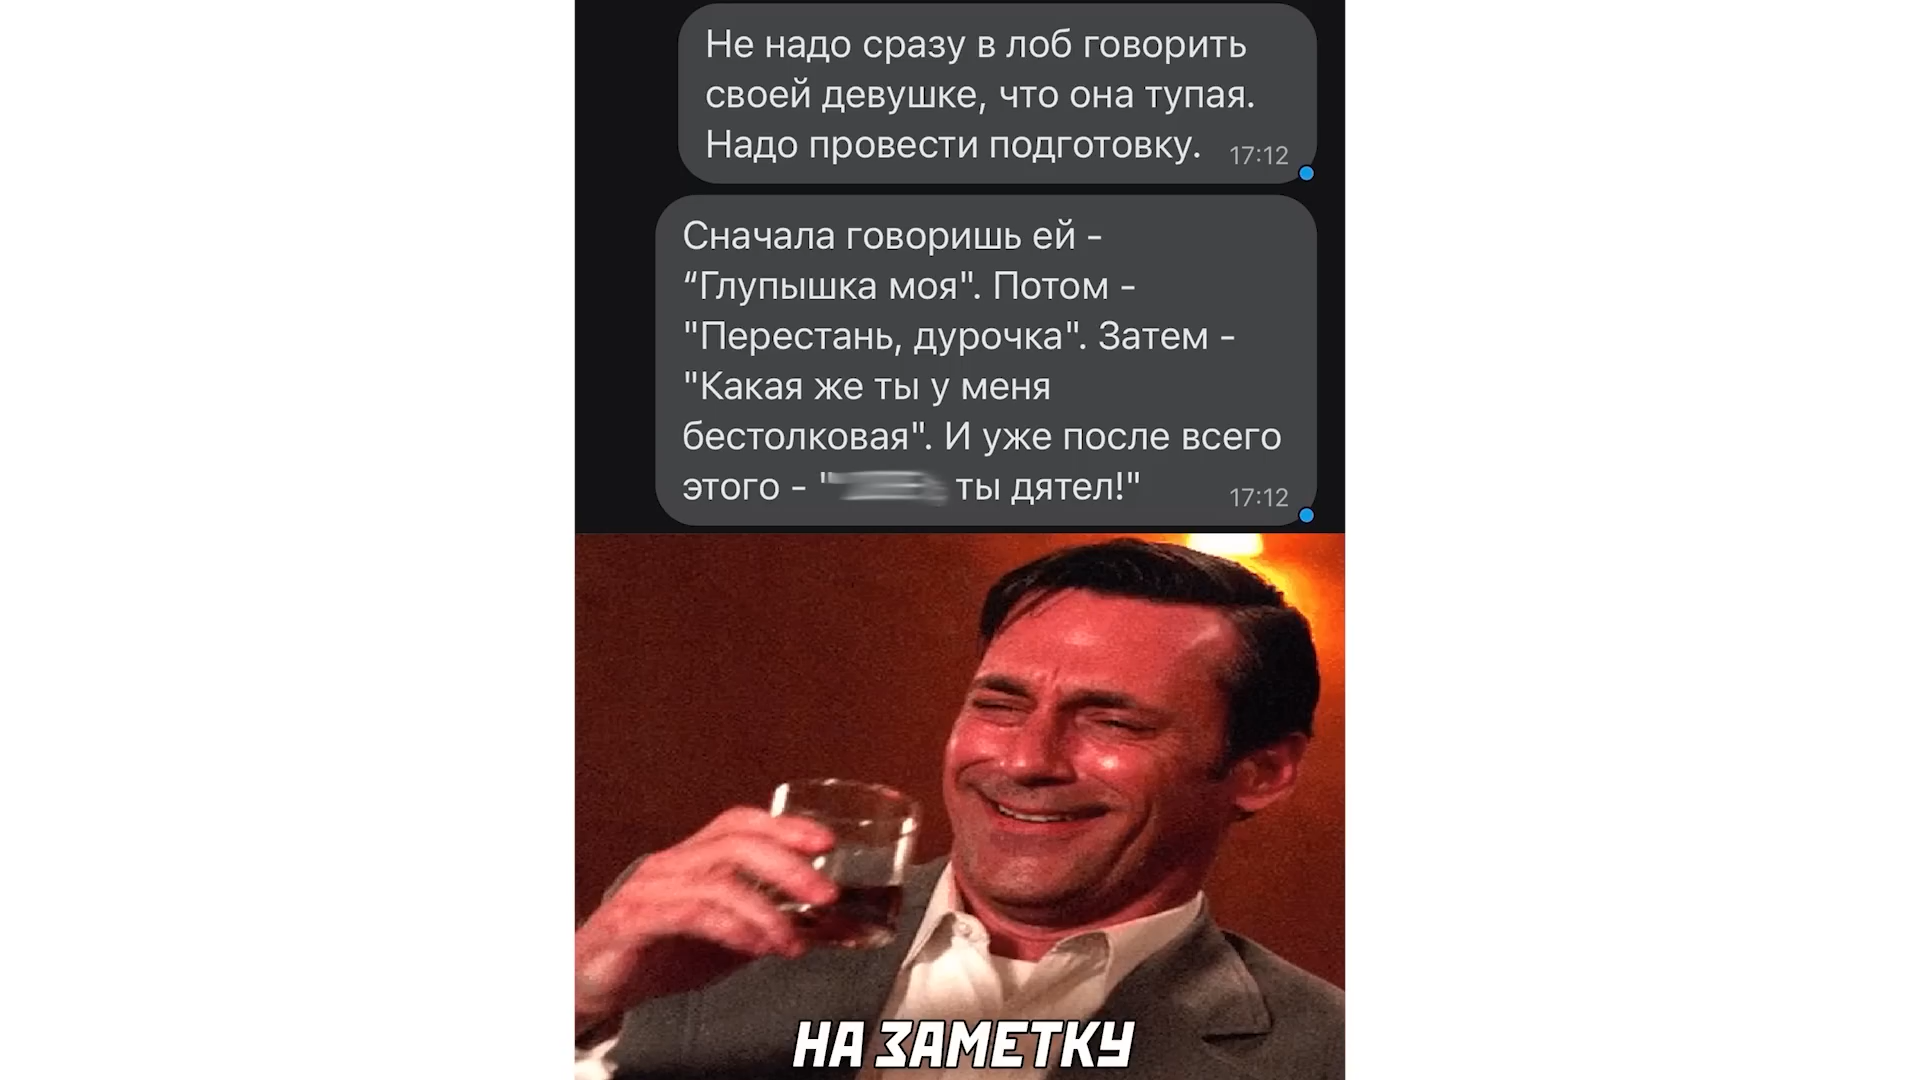 Не надо сразу в лоб говорить
своей девушке, что она тупая.
Надо провести подготовку. 17:12
Сначала говоришь ей -
“Глупышка моя". Потом -
"Перестань, дурочка". Затем -
"Какая же ты у меня
бестолковая". И уже после всего
этого - " ты дятел!" 17:12
НА ЗАМЕТКУ